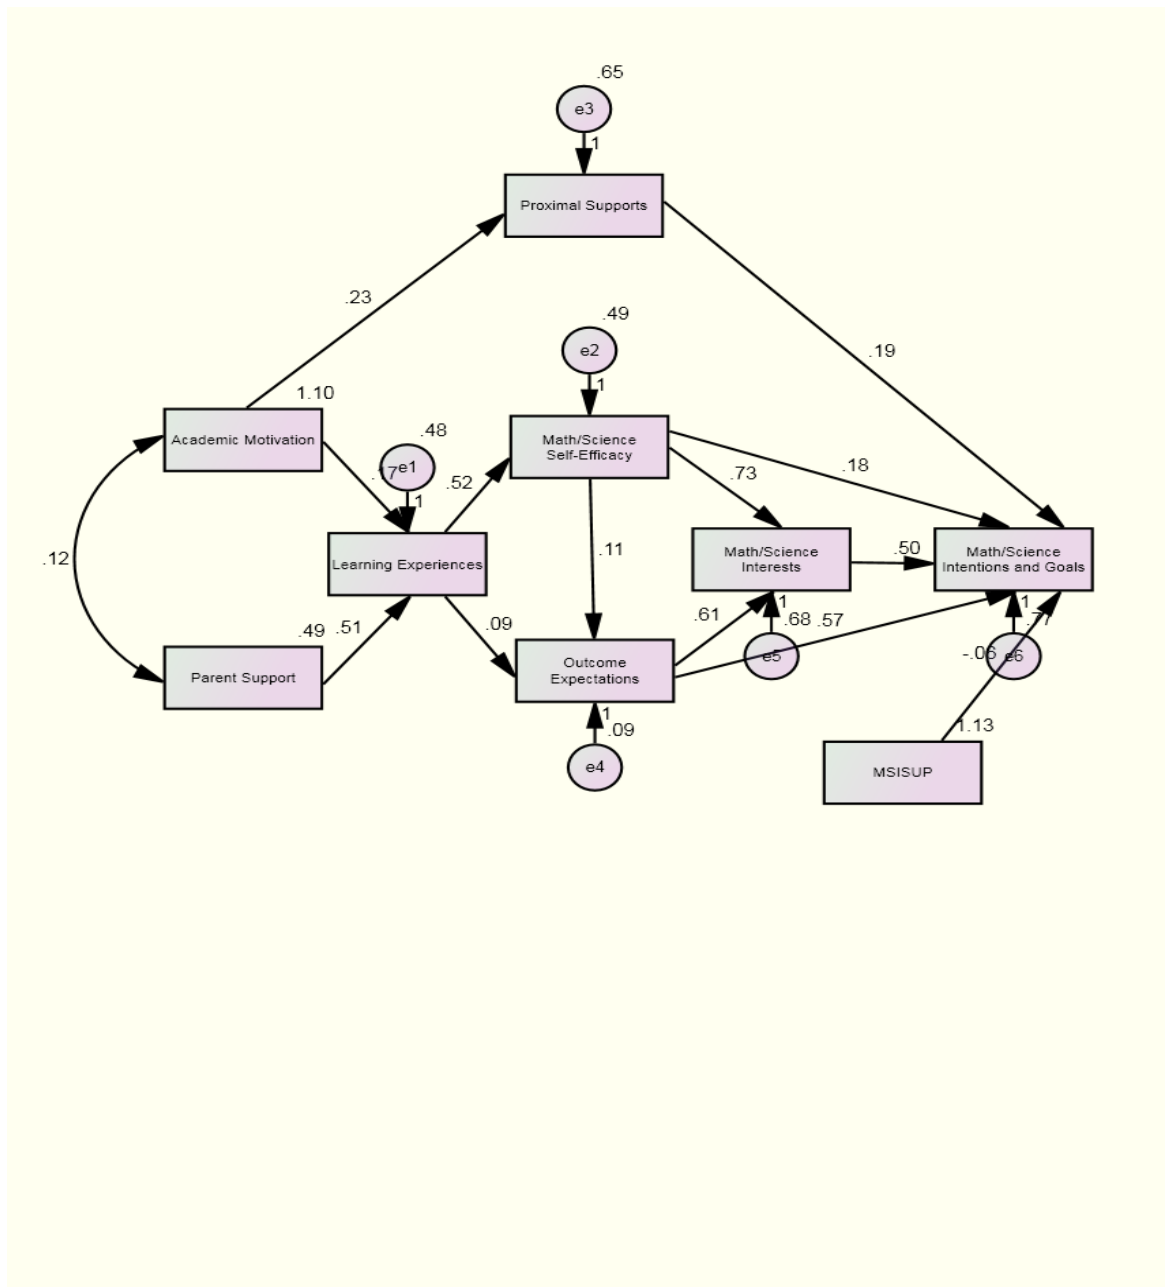 .65
e3
1
Proximal Supports
.23
.49
e2
.19
1
1.10
Academic Motivation
.48
.17
e1
1
.52
Math/Science
Self-Efficacy
.73
.18
.12
.11
Learning Experiences
Math/Science
Interests
.50
Math/Science
Intentions and Goals
.49
.51
.09
.61
1
.68
.57
1
.77
Parent Support
Outcome
Expectations
e5
-.06
e6
1
.09
e4
1.13
MSISUP